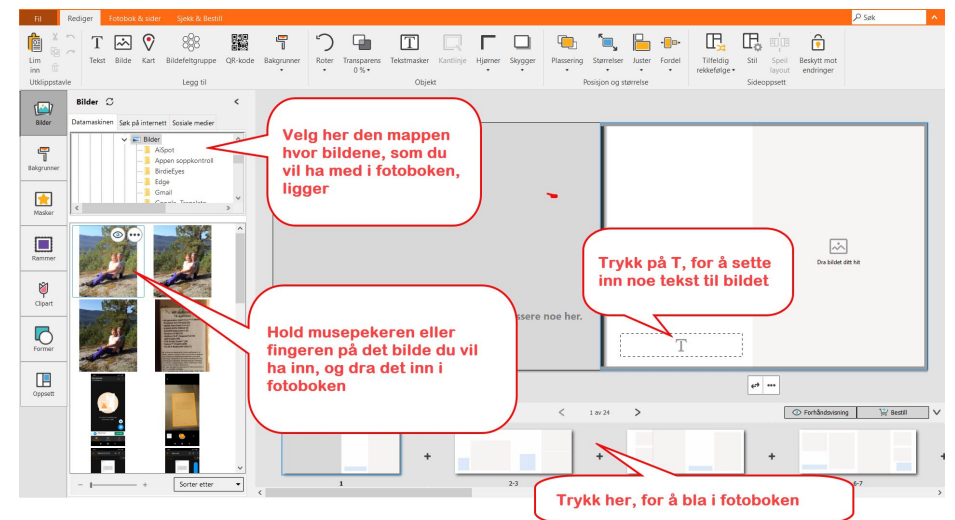 Fil
Rediger
Fotobok & sider
Sjekk & Bestill
Søk
Lim inn
Tekst
Bilde
Kart
Bildefeltgruppe
QR-kode
Bakgrunner
Roter
Transparens
0 %
Tekstmasker
Kantlinje
Hjørner
Skygger
Plassering
Størrelser
Juster
Fordel
Tilfeldig
rekkefølge
Stil
Speil
layout
Beskytt mot
endringer
Utklippstavle
Legg til
Objekt
Posisjon og størrelse
Sideoppsett
Bilder
Bakgrunner
Masker
Rammer
Clipart
Former
Oppsett
Bilder
Datamaskinen
Søk på internett
Sosiale medier
Bilder
AiSpot
Appen soppkontroll
BirdieEyes
Edge
Gmail
Google Translate
Sorter etter
Velg her den mappen
hvor bildene, som du
vil ha med i fotoboken,
ligger
Trykk på T, for å sette
inn noe tekst til bildet
Dra bildet ditt hit
ssere noe her.
T
Hold musepekeren eller
fingeren på det bilde du vil
ha inn, og dra det inn i
fotoboken
1 av 24
Forhåndsvisning
Bestill
1
2-3
6-7
Trykk her, for å bla i fotoboken